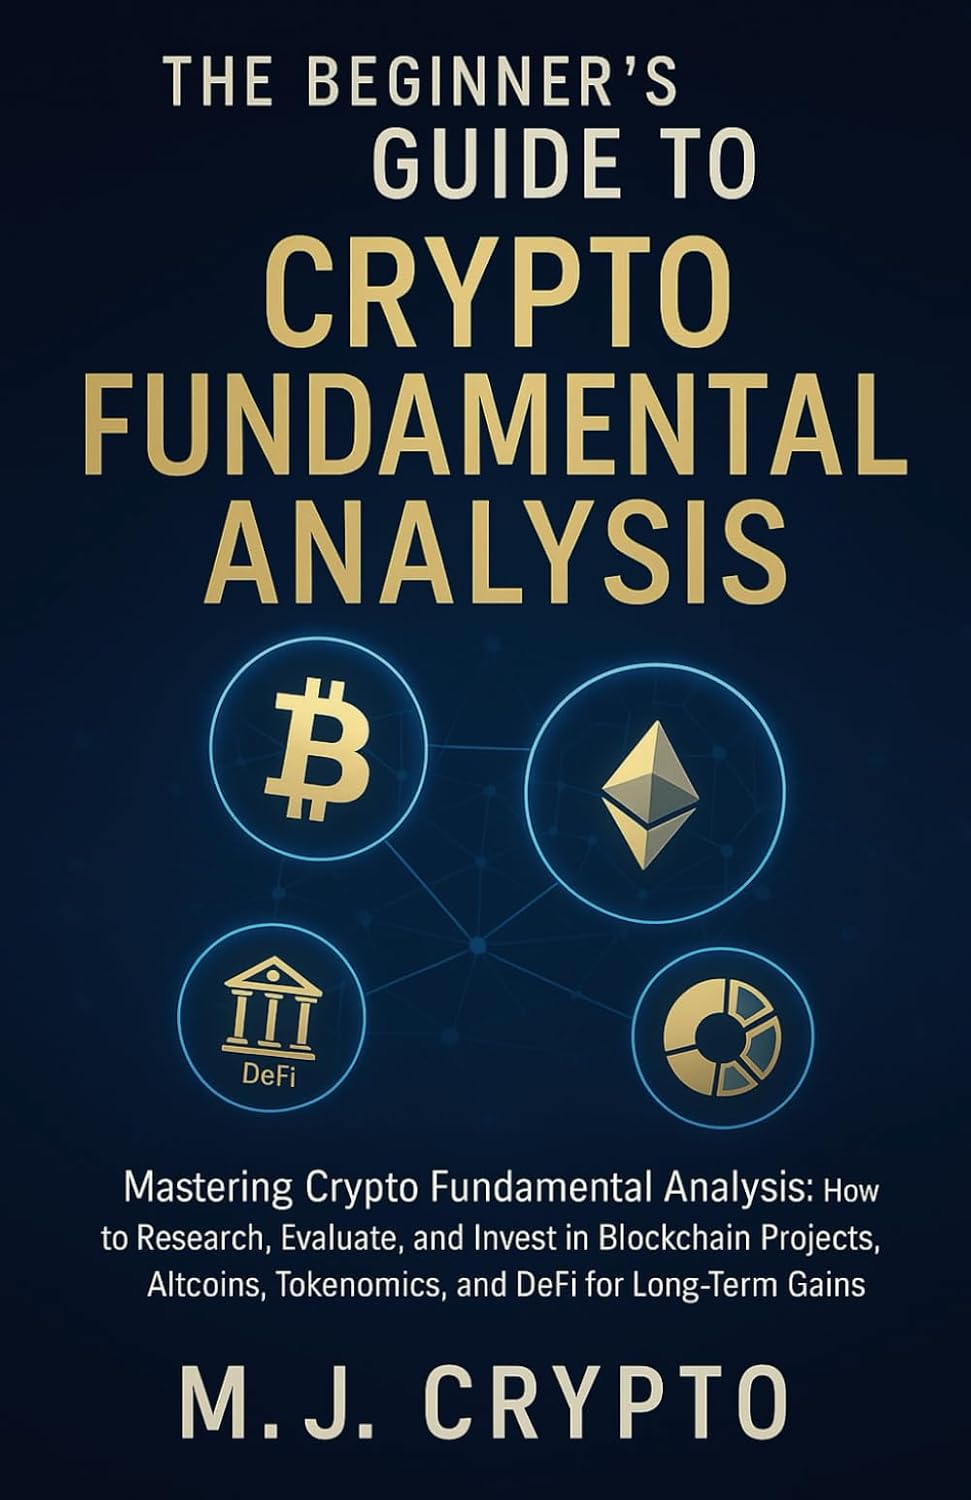 THE BEGINNER’S
GUIDE TO
CRYPTO
FUNDAMENTAL
ANALYSIS
DeFi
Mastering Crypto Fundamental Analysis: How
to Research, Evaluate, and Invest in Blockchain Projects,
Altcoins, Tokenomics, and DeFi for Long-Term Gains
M. J. CRYPTO